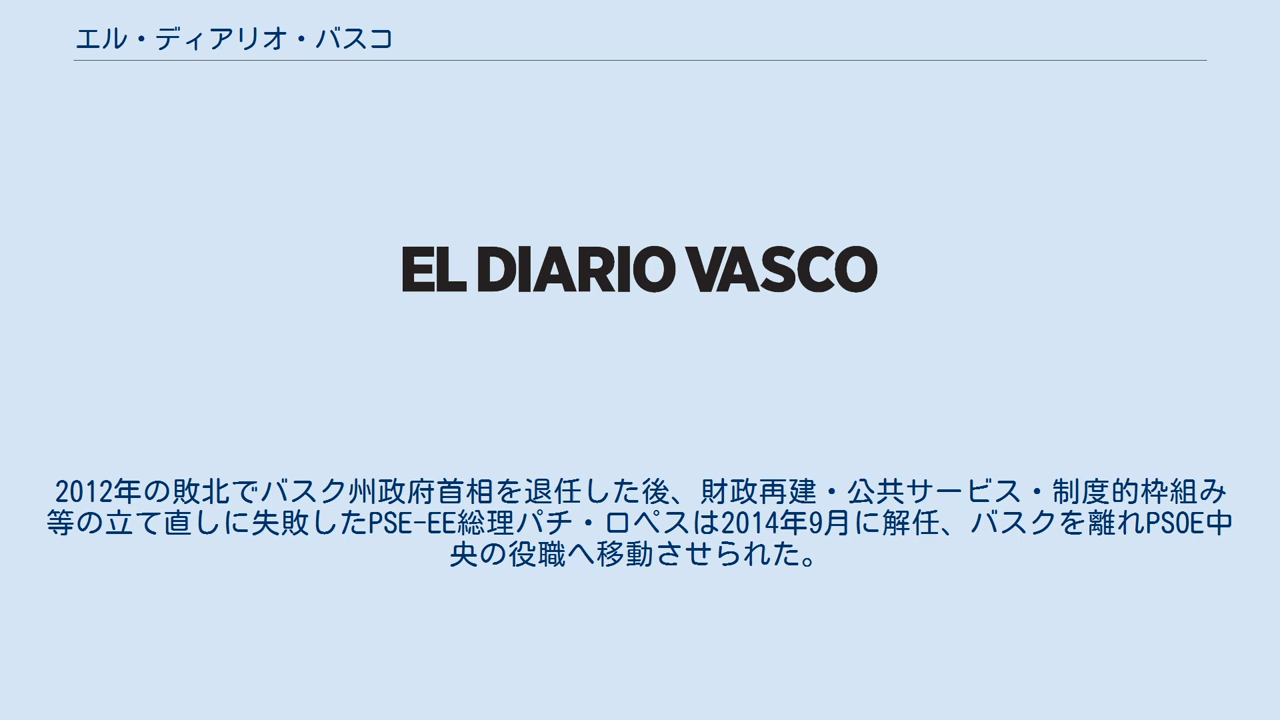 エル・ディアリオ・バスコ
EL DIARIO VASCO
2012年の敗北でバスク州政府首相を退任した後、財政再建・公共サービス・制度的枠組み
等の立て直しに失敗したPSE-EE総理パチ・ロペスは2014年9月に解任、バスクを離れPSOE中
央の役職へ移動させられた。